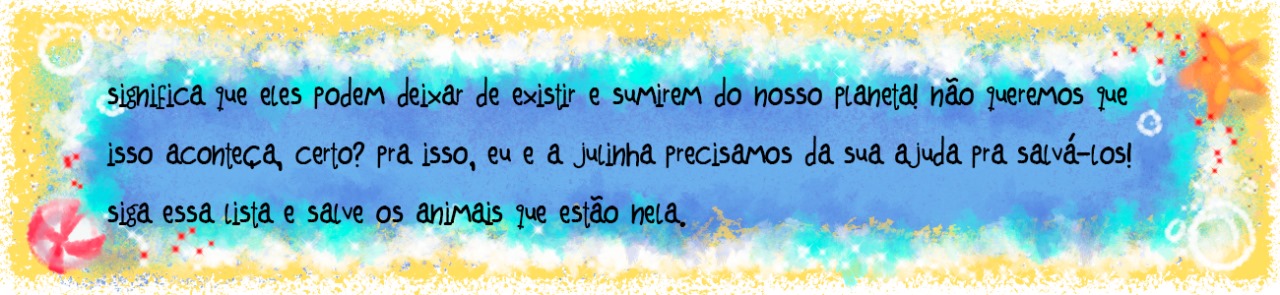 significa que eles podem deixar de existir e sumirem do nosso planeta! não queremos que
isso aconteça, certo? pra isso, eu e a julinha precisamos da sua ajuda pra salvá-los!
siga essa lista e salve os animais que estão nela.